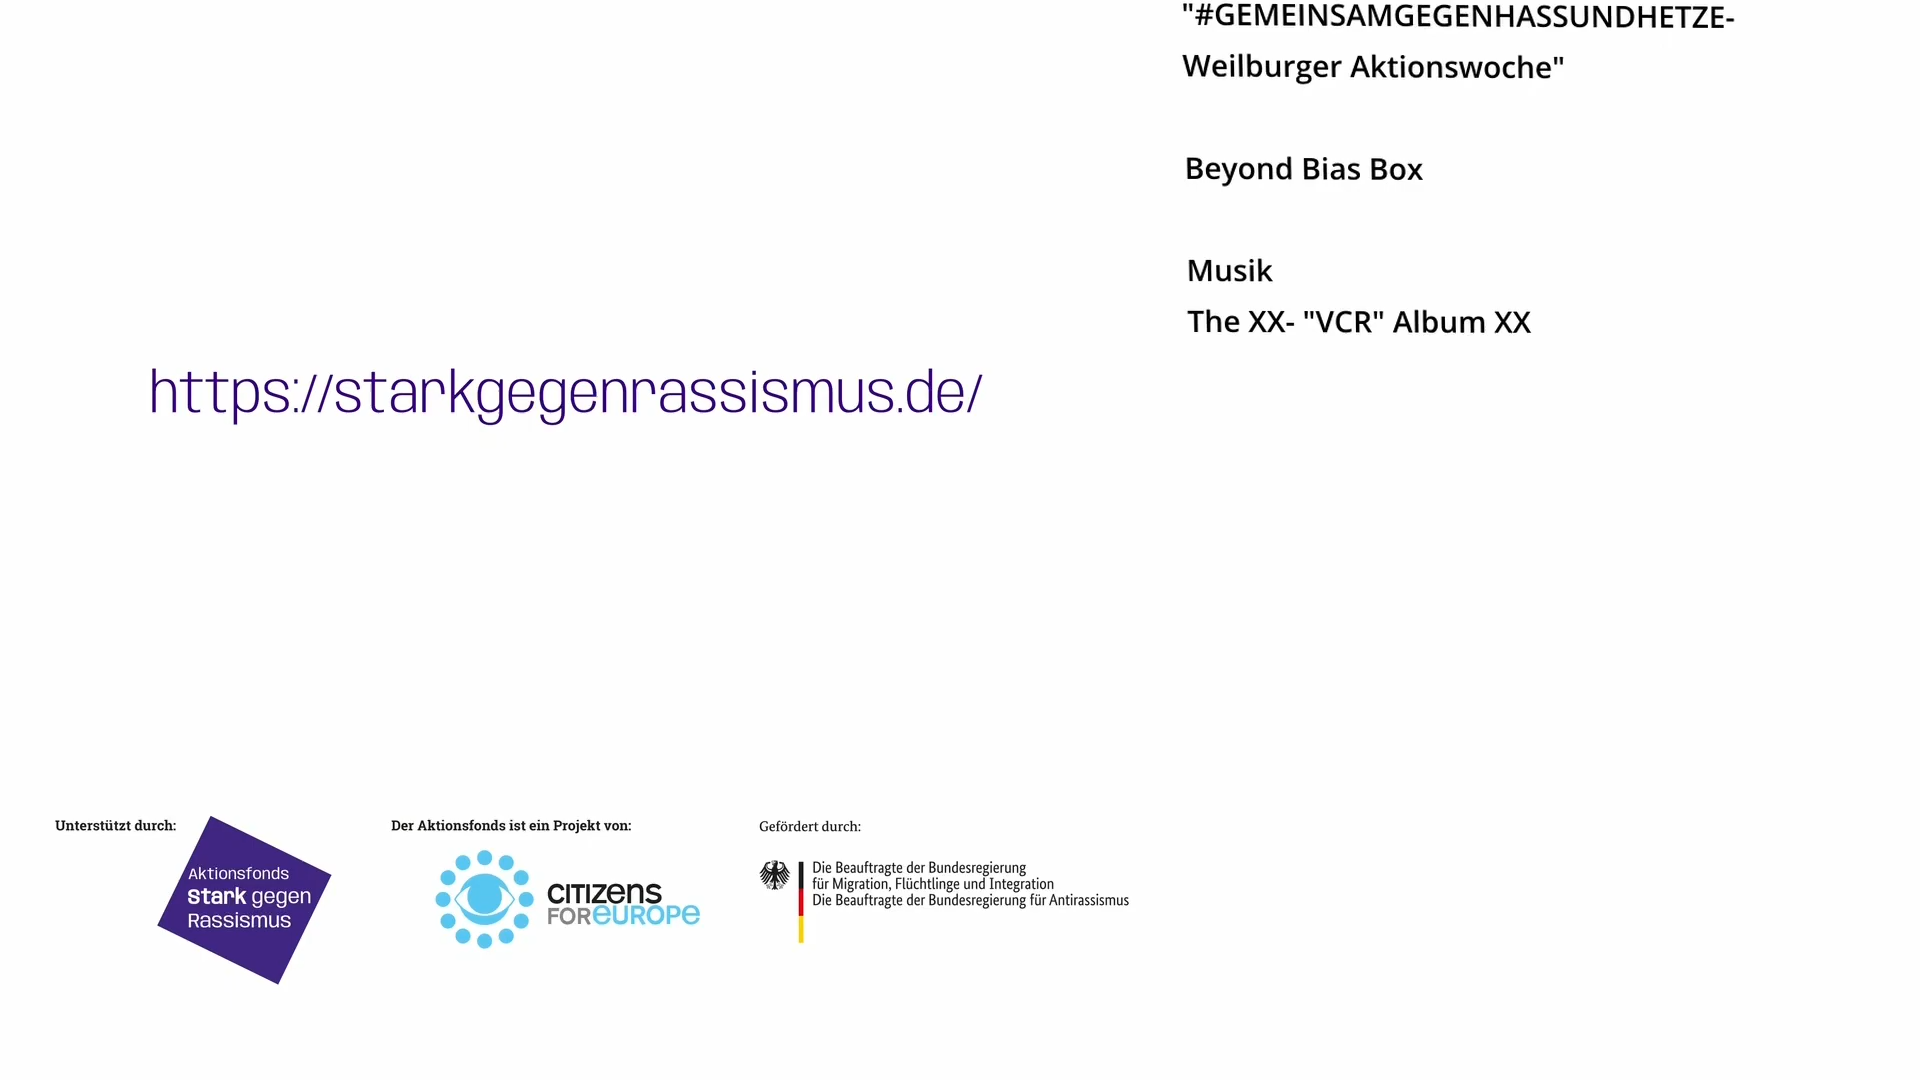 "#GEMEINSAMGEGENHASSUNDHETZE-
Weilburger Aktionswoche"
Beyond Bias Box
Musik
The XX- "VCR" Album XX
https://starkgegenrassismus.de/
Unterstützt durch:
Aktionsfonds
Stark gegen
Rassismus
Der Aktionsfonds ist ein Projekt von:
CITIZENS
FOREUROPE
Gefördert durch:
Die Beauftragte der Bundesregierung
für Migration, Flüchtlinge und Integration
Die Beauftragte der Bundesregierung für Antirassismus